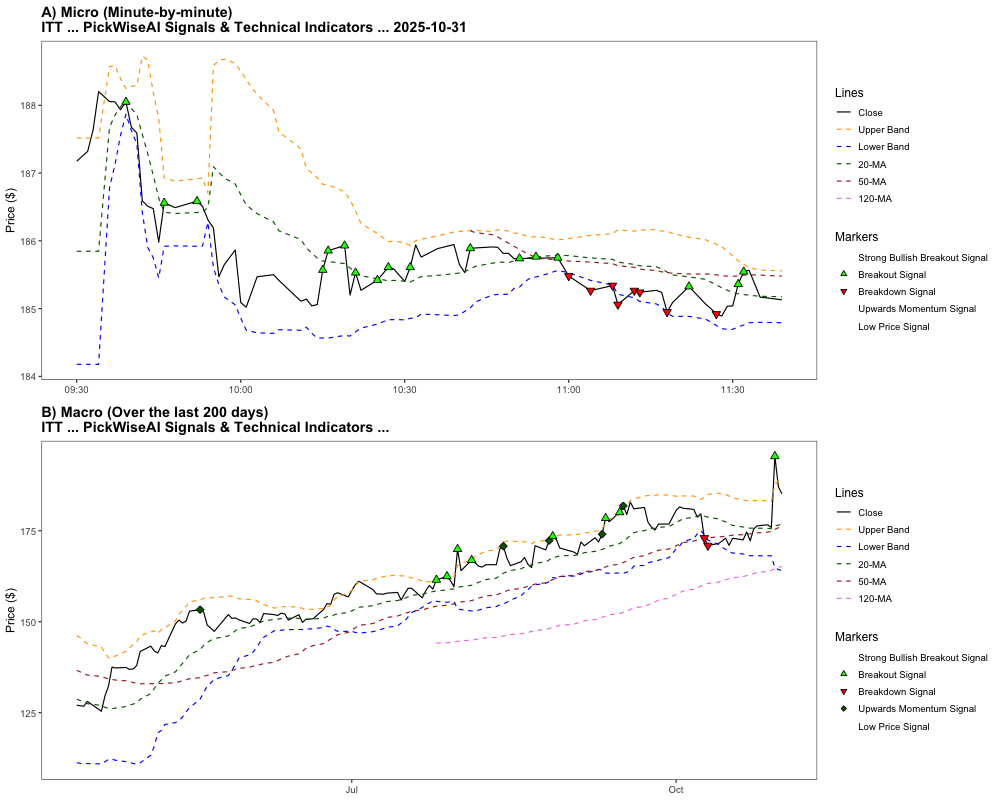 A) Micro (Minute-by-minute)
ITT ... PickWiseAI Signals & Technical Indicators ... 2025-10-31
Price ($)
188
187
186
185
184
09:30
10:00
10:30
11:00
11:30
Lines
Close
Upper Band
Lower Band
20-MA
50-MA
120-MA
Markers
Strong Bullish Breakout Signal
Breakout Signal
Breakdown Signal
Upwards Momentum Signal
Low Price Signal
B) Macro (Over the last 200 days)
ITT ... PickWiseAI Signals & Technical Indicators ...
Price ($)
175
150
125
Jul
Oct
Lines
Close
Upper Band
Lower Band
20-MA
50-MA
120-MA
Markers
Strong Bullish Breakout Signal
Breakout Signal
Breakdown Signal
Upwards Momentum Signal
Low Price Signal